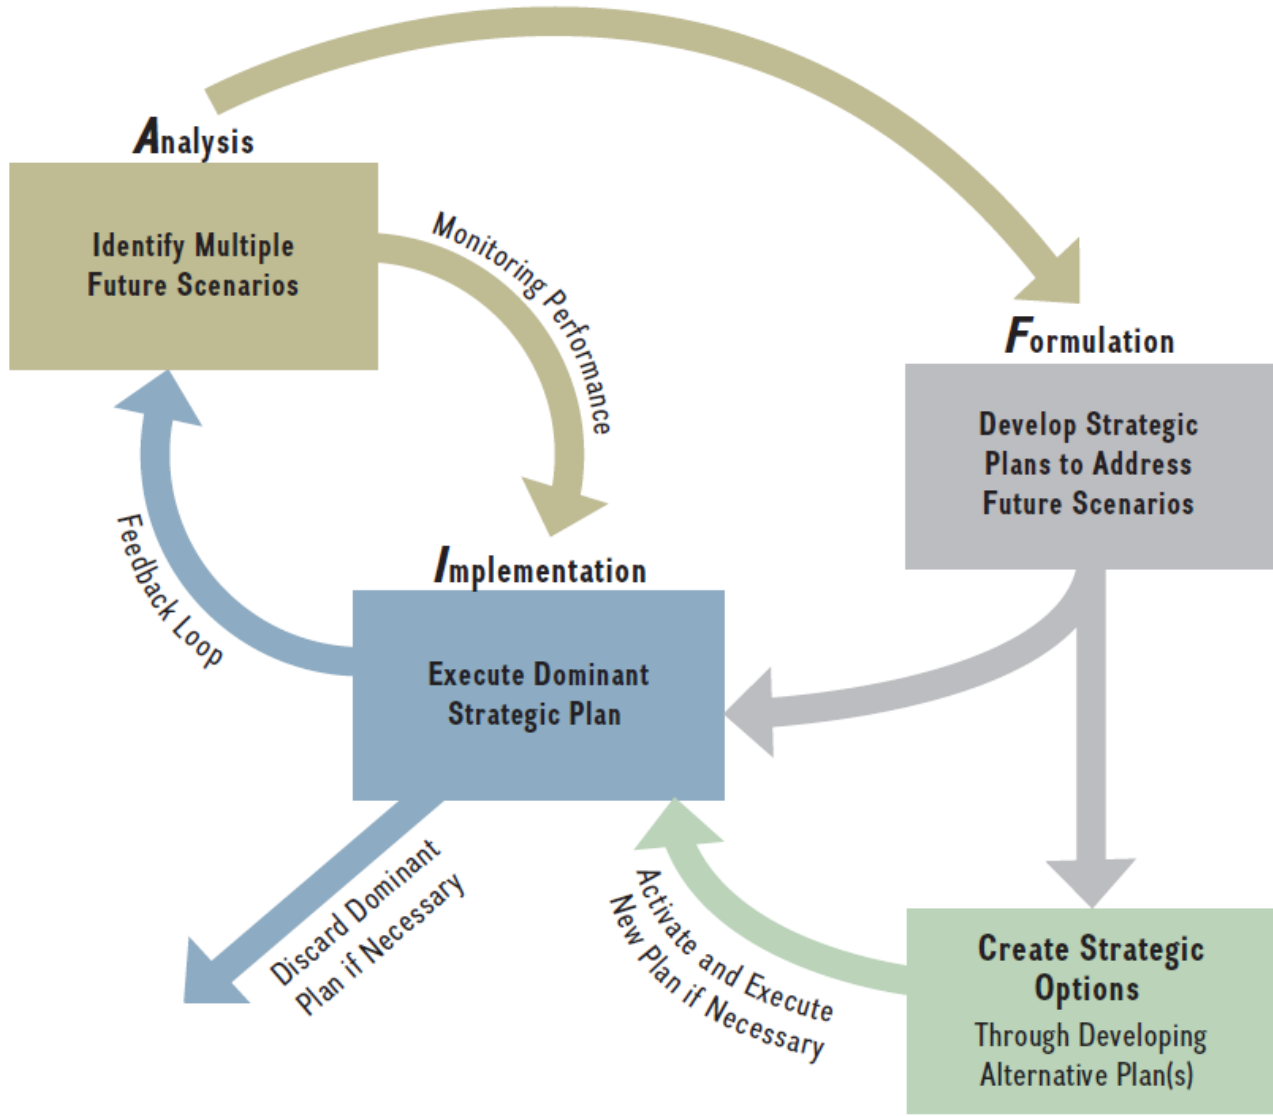 Analysis
Identify Multiple
Future Scenarios
Monitoring Performance
Formulation
Develop Strategic
Plans to Address
Future Scenarios
Feedback Loop
Implementation
Execute Dominant
Strategic Plan
Discard Dominant
Plan if Necessary
Activate and Execute
New Plan if Necessary
Create Strategic
Options
Through Developing
Alternative Plan(s)